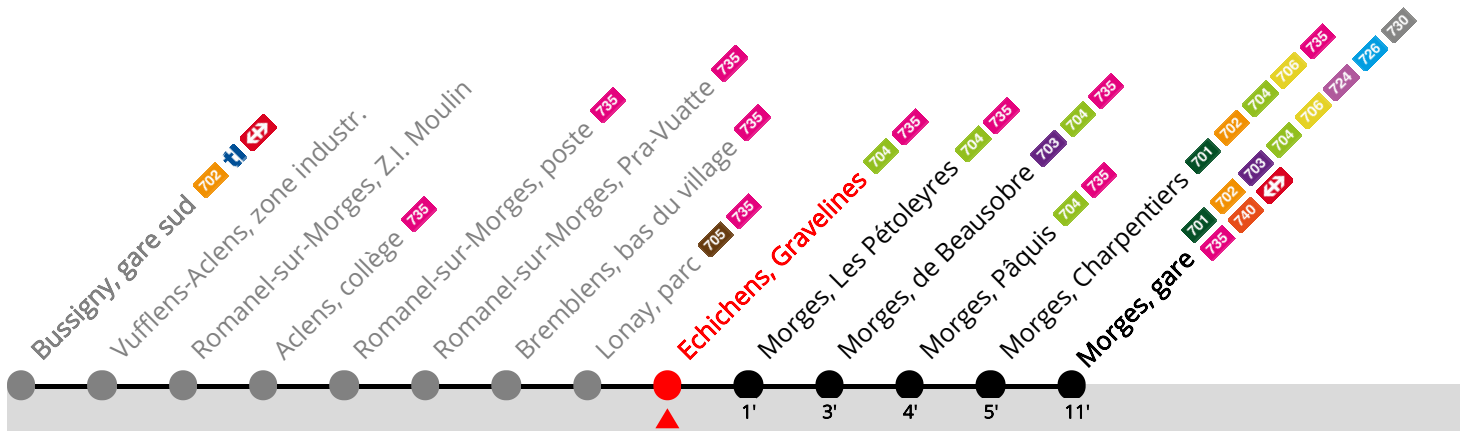 Bussigny, gare sud 702 tl
Vufflens-Aclens, zone industr.
Romanel-sur-Morges, Z.I. Moulin
Aclens, collège 735
Romanel-sur-Morges, poste 735
Romanel-sur-Morges, Pra-Vuatte 735
Bremblens, bas du village 735
Lonay, parc 705 735
Echichens, Gravelines 704 735
Morges, Les Pétoleyres 704 735
Morges, de Beausobre 703 704 735
Morges, Pâquis 704 735
Morges, Charpentiers 701 702 704 706 735
Morges, gare 701 702 703 704 706 724 726 730
735 740
1' 3' 4' 5' 11'